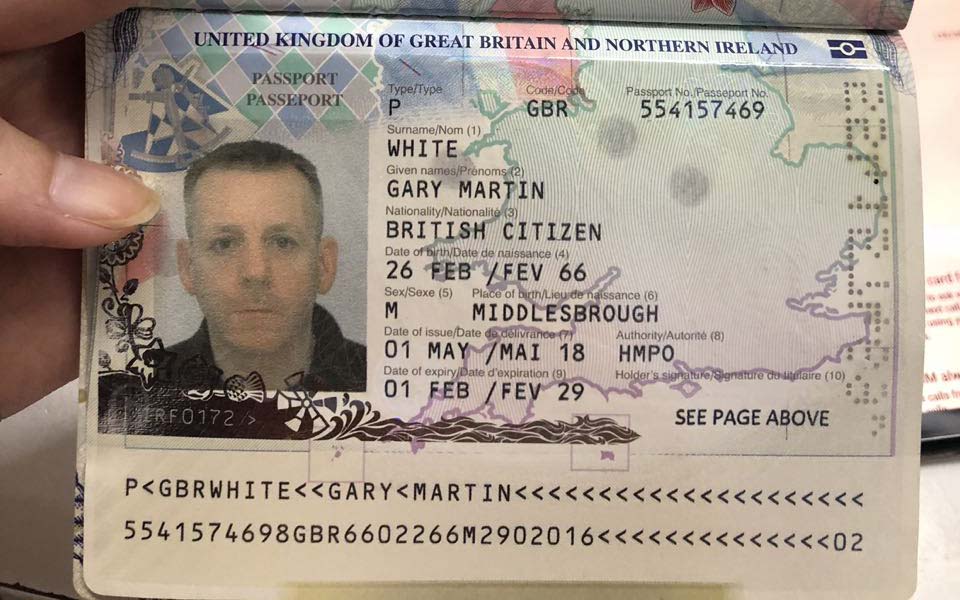 UNITED KINGDOM OF GREAT BRITAIN AND NORTHERN IRELAND
PASSPORT
PASSEPORT
Type/Type
Code/Code
Passport No./Passeport No.
P
GBR
554157469
Surname/Nom (1)
WHITE
Given names/Prénoms (2)
GARY MARTIN
Nationality/Nationalité (3)
BRITISH CITIZEN
Date of birth/Date de naissance (4)
26 FEB /FEV 66
Sex/Sexe (5)
Place of birth/Lieu de naissance (6)
M
MIDDLESBROUGH
Date of issue/Date de délivrance (7)
Authority/Autorité (8)
01 MAY /MAI 18
HMPO
Date of expiry/Date d'expiration (9)
Holder's signature/Signature du titulaire (10)
01 FEB /FEV 29
SEE PAGE ABOVE
P<GBRWHITE<<GARY<MARTIN<<<<<<<<<<<<<<<<<<<<<
5541574698GBR6602266M2902016<<<<<<<<<<<<<<02